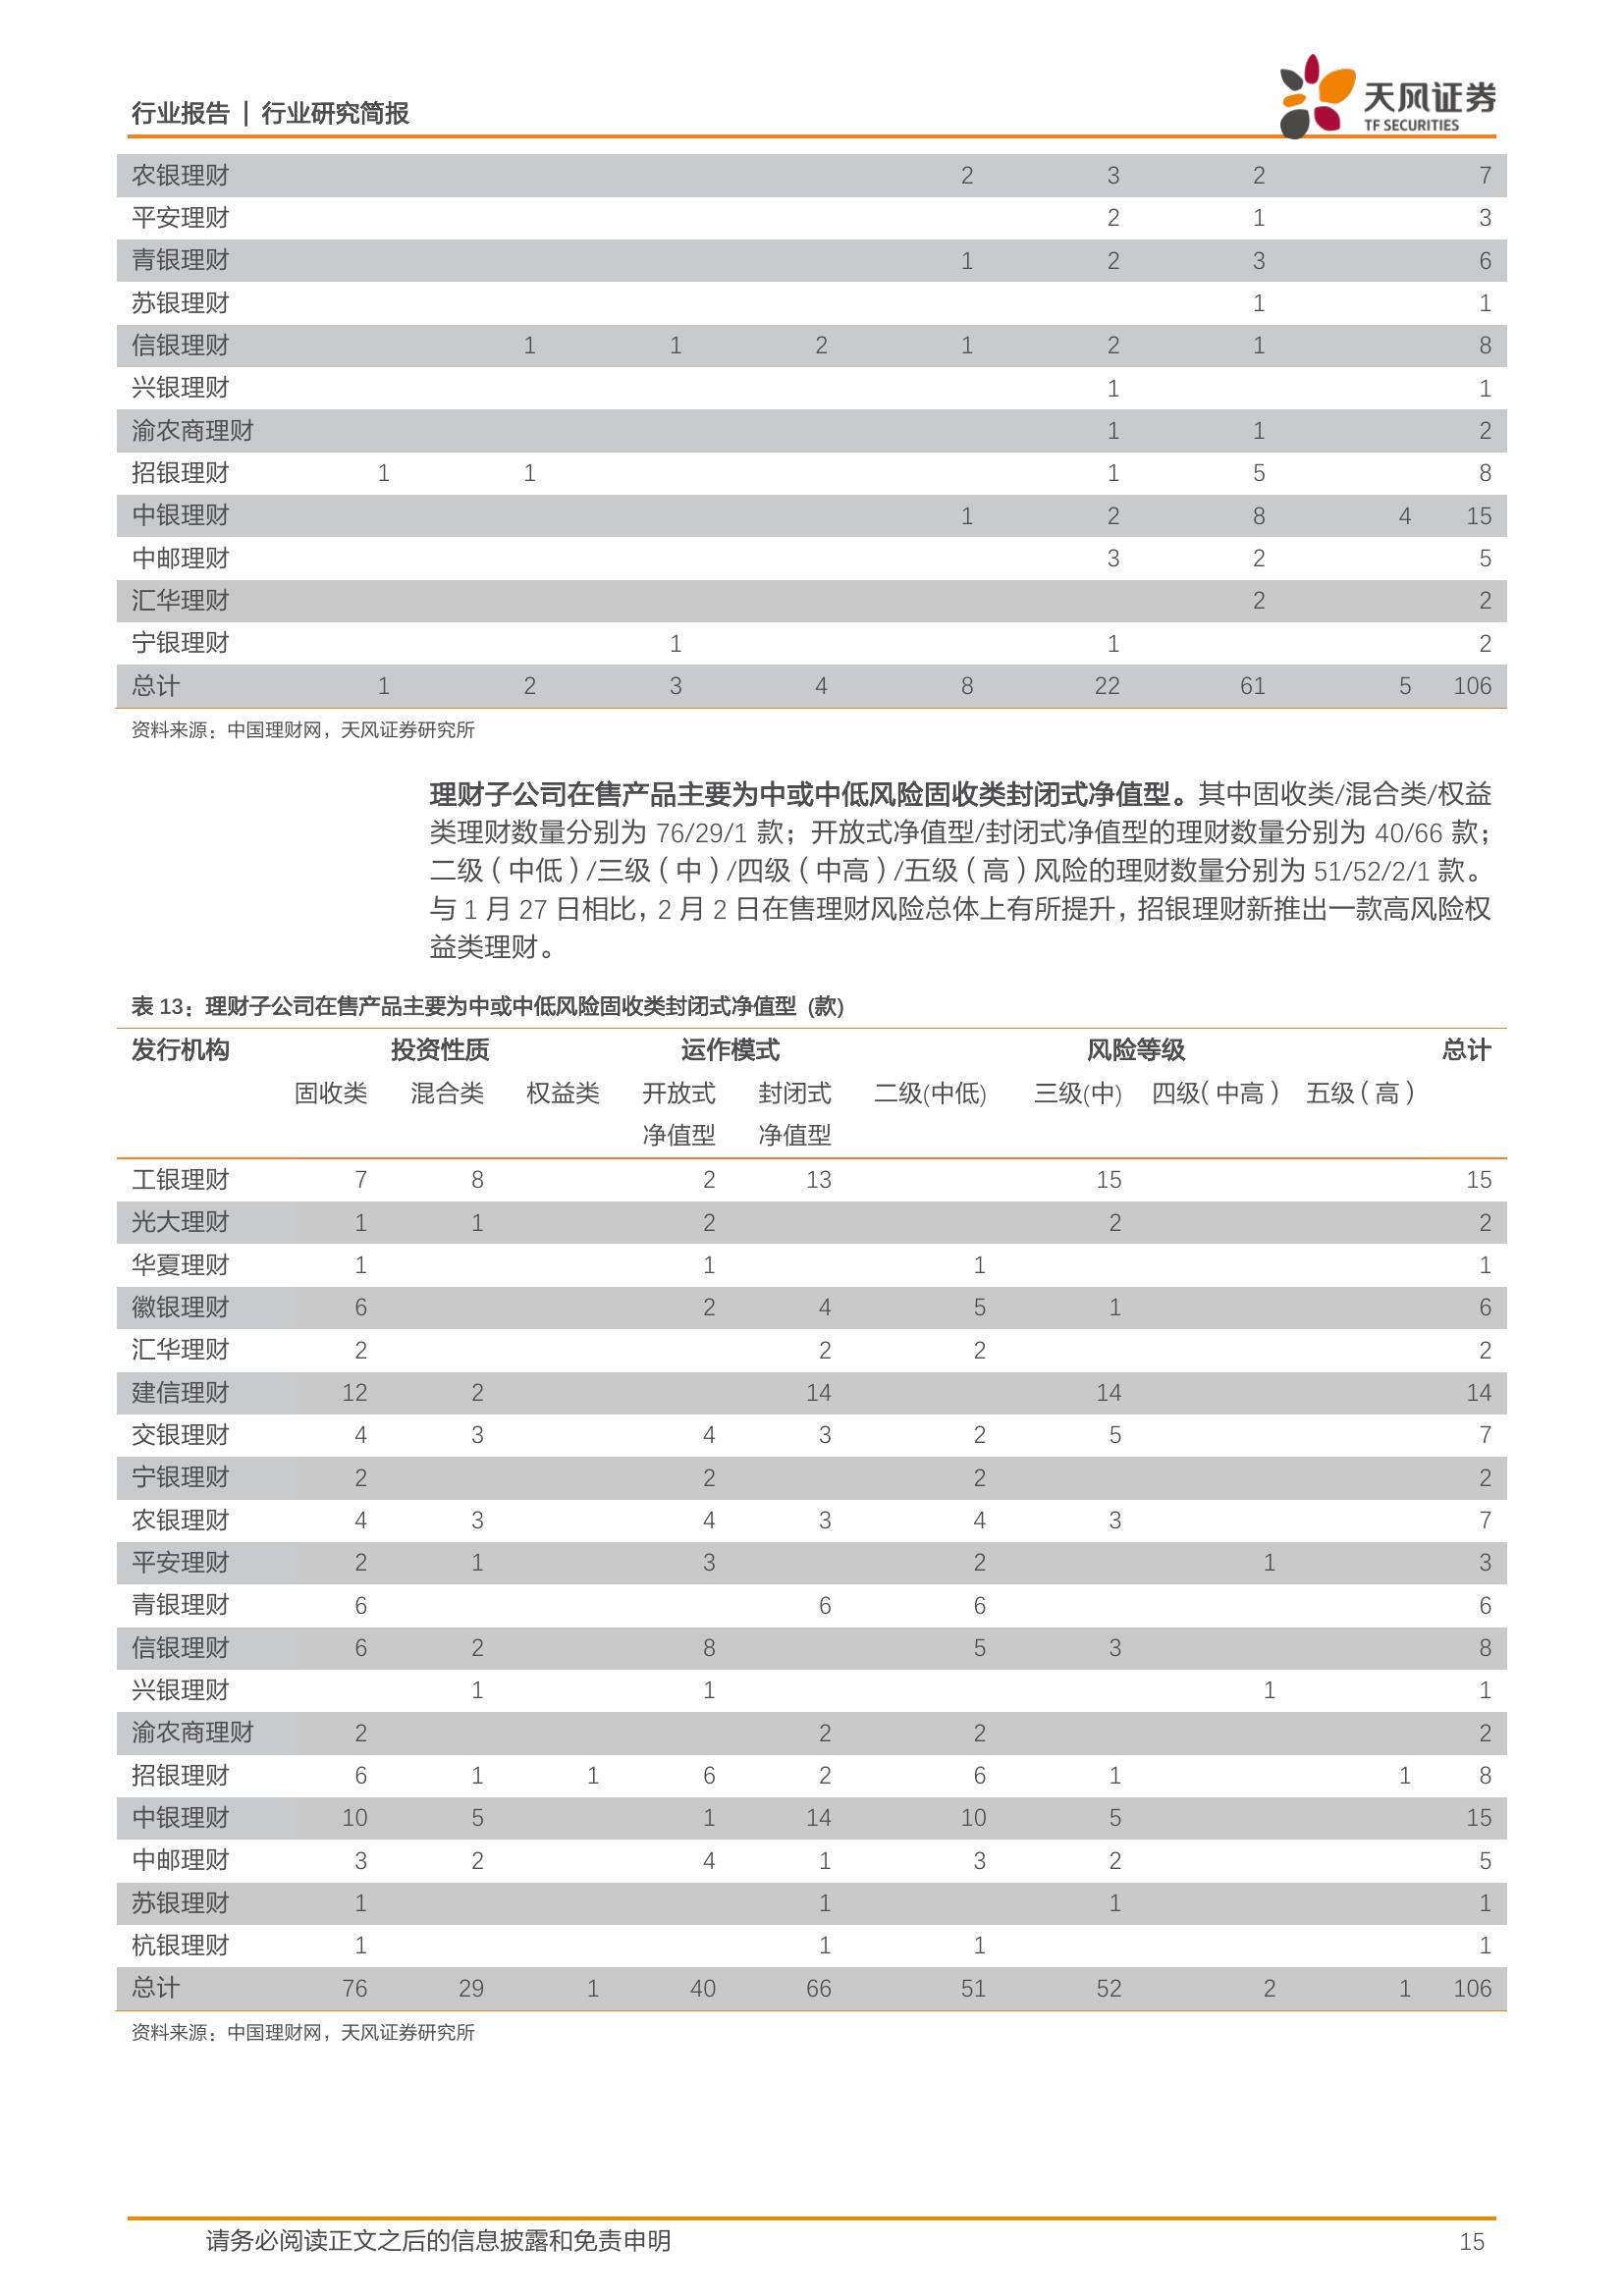 行业报告 | 行业研究简报
天风证券
TF SECURITIES
农银理财 2 3 2 7
平安理财 2 1 3
青银理财 1 2 3 6
苏银理财 1 1
信银理财 1 1 2 1 2 1 8
兴银理财 1 1
渝农商理财 1 1 2
招银理财 1 1 1 5 8
中银理财 1 2 8 4 15
中邮理财 3 2 5
汇华理财 2 2
宁银理财 1 1 2
总计 1 2 3 4 8 22 61 5 106
资料来源：中国理财网，天风证券研究所
理财子公司在售产品主要为中或中低风险固收类封闭式净值型。其中固收类/混合类/权益
类理财数量分别为 76/29/1 款；开放式净值型/封闭式净值型的理财数量分别为 40/66 款；
二级（中低）/三级（中）/四级（中高）/五级（高）风险的理财数量分别为 51/52/2/1 款。
与 1 月 27 日相比，2 月 2 日在售理财风险总体上有所提升，招银理财新推出一款高风险权
益类理财。
表 13：理财子公司在售产品主要为中或中低风险固收类封闭式净值型 (款)
发行机构 投资性质 运作模式 风险等级 总计
固收类 混合类 权益类 开放式 封闭式 二级(中低) 三级(中) 四级（中高） 五级（高）
净值型 净值型
工银理财 7 8 2 13 15 15
光大理财 1 1 2 2 2
华夏理财 1 1 1 1
徽银理财 6 2 4 5 1 6
汇华理财 2 2 2 2
建信理财 12 2 14 14 14
交银理财 4 3 4 3 2 5 7
宁银理财 2 2 2 2
农银理财 4 3 4 3 4 3 7
平安理财 2 1 3 2 1 3
青银理财 6 6 6 6
信银理财 6 2 8 5 3 8
兴银理财 1 1 1 1
渝农商理财 2 2 2 2
招银理财 6 1 1 6 2 6 1 1 8
中银理财 10 5 1 14 10 5 15
中邮理财 3 2 4 1 3 2 5
苏银理财 1 1 1 1
杭银理财 1 1 1 1
总计 76 29 1 40 66 51 52 2 1 106
资料来源：中国理财网，天风证券研究所
请务必阅读正文之后的信息披露和免责申明 15